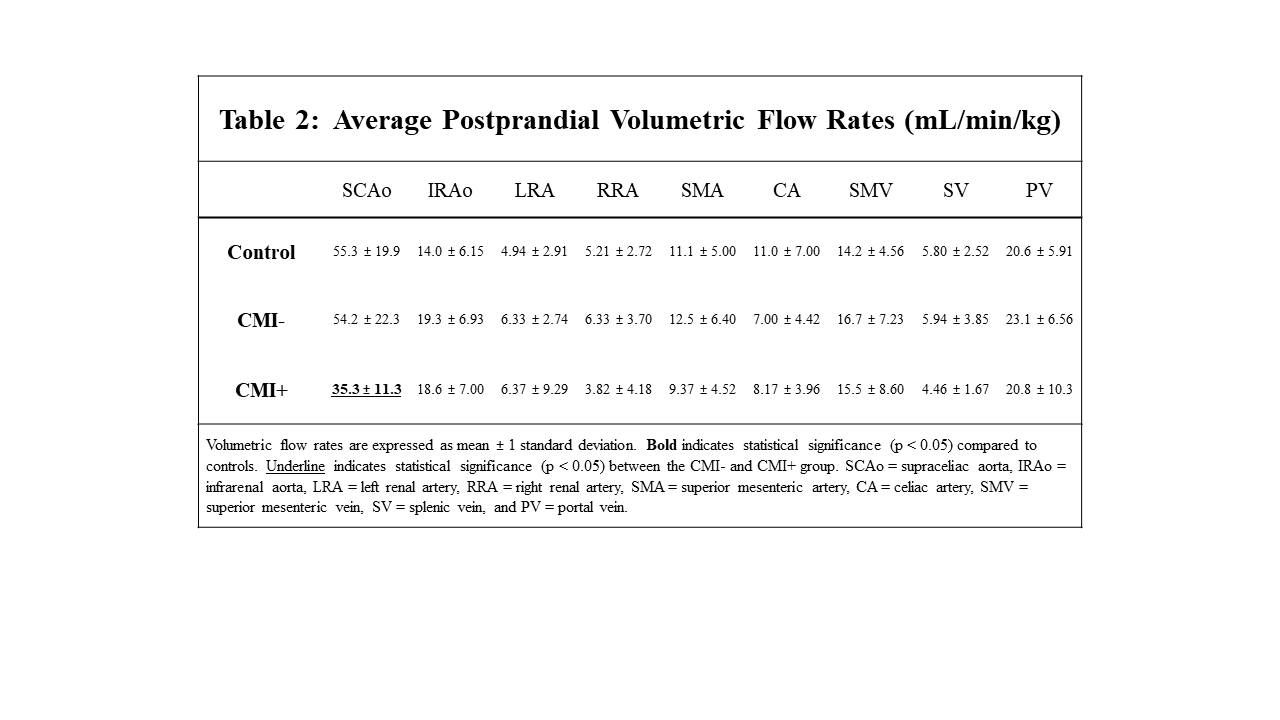 Table 2: Average Postprandial Volumetric Flow Rates (mL/min/kg)
SCAo IRAo LRA RRA SMA CA SMV SV PV
Control 55.3 ± 19.9 14.0 ± 6.15 4.94 ± 2.91 5.21 ± 2.72 11.1 ± 5.00 11.0 ± 7.00 14.2 ± 4.56 5.80 ± 2.52 20.6 ± 5.91
CMI- 54.2 ± 22.3 19.3 ± 6.93 6.33 ± 2.74 6.33 ± 3.70 12.5 ± 6.40 7.00 ± 4.42 16.7 ± 7.23 5.94 ± 3.85 23.1 ± 6.56
CMI+ 35.3 ± 11.3 18.6 ± 7.00 6.37 ± 9.29 3.82 ± 4.18 9.37 ± 4.52 8.17 ± 3.96 15.5 ± 8.60 4.46 ± 1.67 20.8 ± 10.3
Volumetric flow rates are expressed as mean ± 1 standard deviation. Bold indicates statistical significance (p < 0.05) compared to
controls. Underline indicates statistical significance (p < 0.05) between the CMI- and CMI+ group. SCAo = supraceliac aorta, IRAo =
infrarenal aorta, LRA = left renal artery, RRA = right renal artery, SMA = superior mesenteric artery, CA = celiac artery, SMV =
superior mesenteric vein, SV = splenic vein, and PV = portal vein.